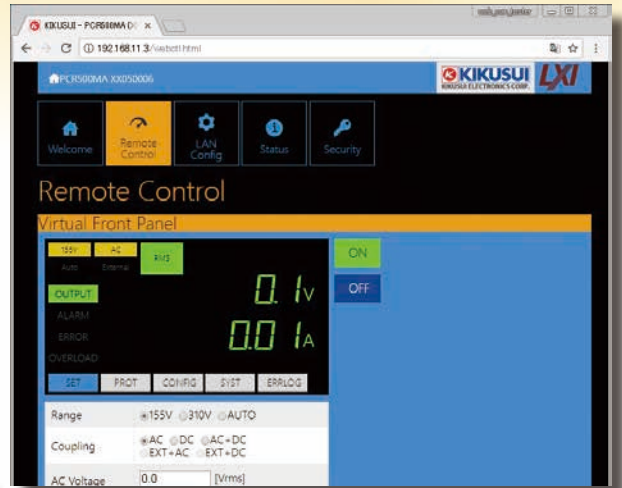 KIKUSUI - PCR500MA
192.168.11.3/webctl.html
PCR500MA XX050006
KIKUSUI
KIKUSUI ELECTRONICS CORP.
LXI
Welcome
Remote Control
LAN Config
Status
Security
Remote Control
Virtual Front Panel
155V AC RMS
Auto External
OUTPUT
0.1V
ALARM
ERROR
0.01A
OVERLOAD
SET PROT CONFIG SYST ERRLOG
ON
OFF
Range 155V 310V AUTO
Coupling AC DC AC+DC
EXT+AC EXT+DC
AC Voltage 0.0 [Vrms]